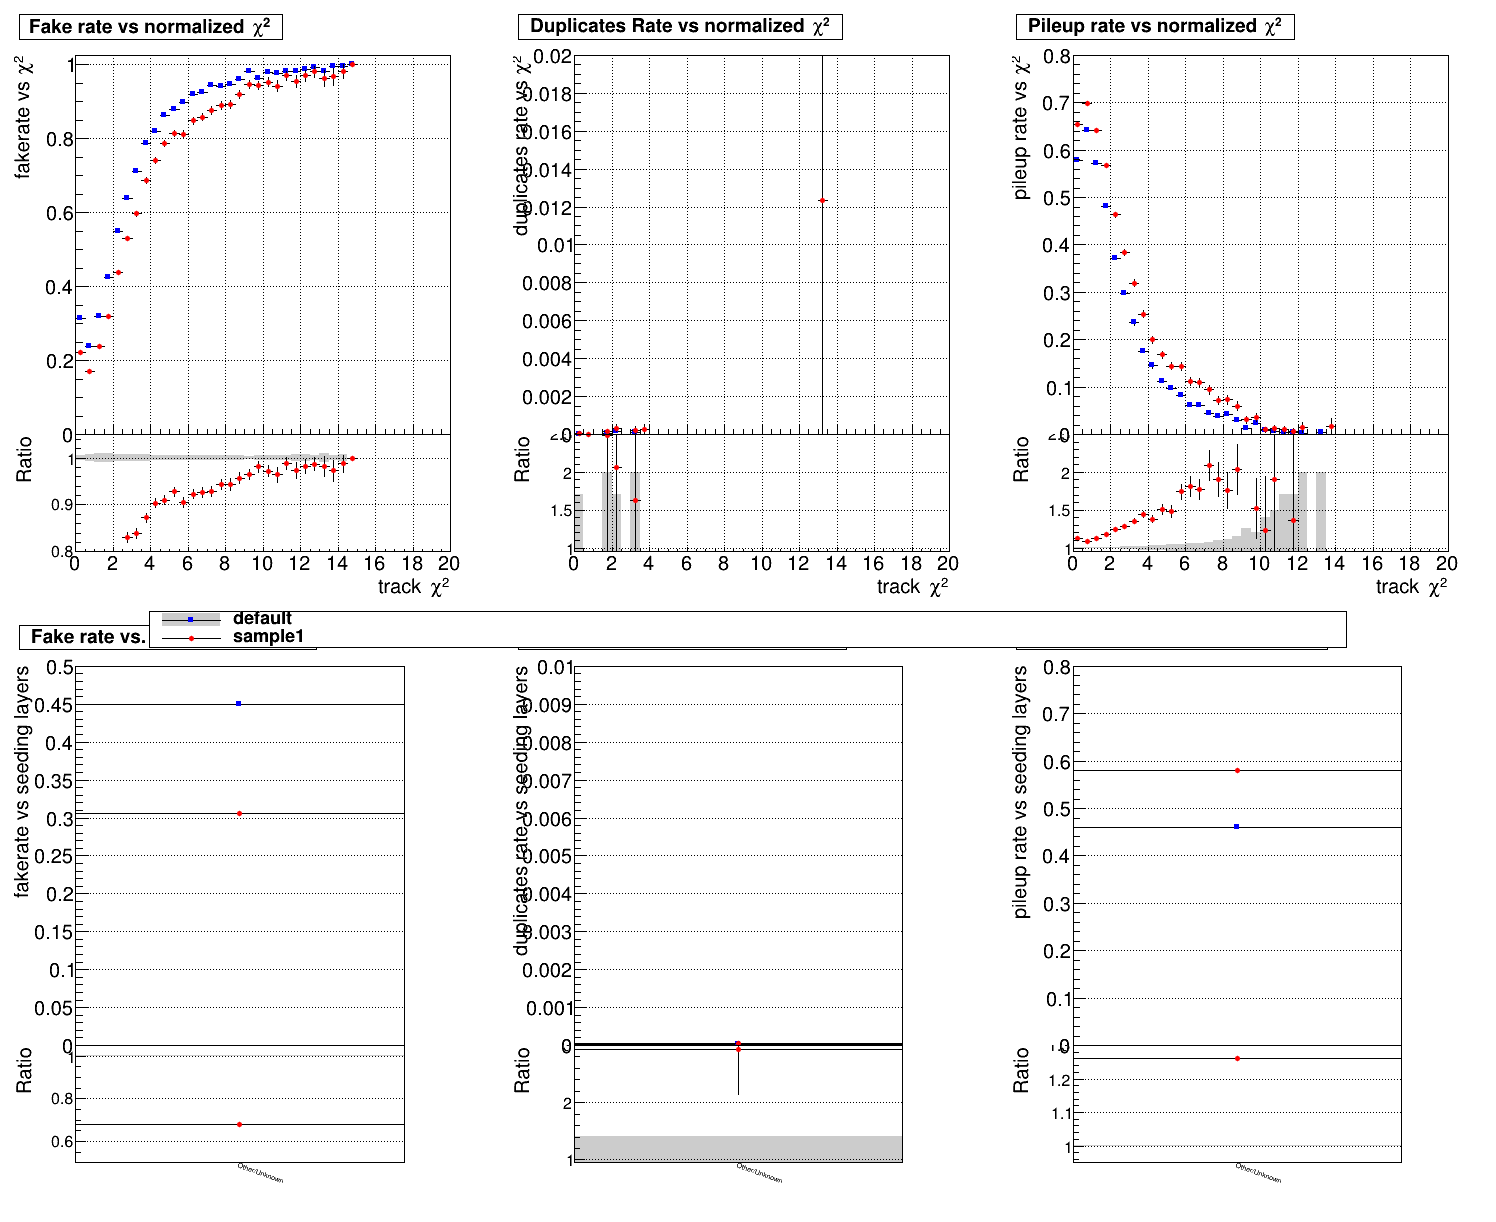 Fake rate vs normalized χ²
fakerate vs χ²
1
0.8
0.6
0.4
0.2
0
Ratio
1
0.9
0.8
0 2 4 6 8 10 12 14 16 18 20
track χ²
Duplicates Rate vs normalized χ²
duplicates rate vs χ²
0.02
0.018
0.016
0.014
0.012
0.01
0.008
0.006
0.004
0.002
0
Ratio
2
1.5
1
0 2 4 6 8 10 12 14 16 18 20
track χ²
Pileup rate vs normalized χ²
pileup rate vs χ²
0.8
0.7
0.6
0.5
0.4
0.3
0.2
0.1
0
Ratio
2
1.5
1
0 2 4 6 8 10 12 14 16 18 20
track χ²
default
sample1
Fake rate vs.
fakerate vs seeding layers
0.5
0.45
0.4
0.35
0.3
0.25
0.2
0.15
0.1
0.05
0
Ratio
1
0.8
0.6
Other/Unknown
duplicates rate vs seeding layers
0.01
0.009
0.008
0.007
0.006
0.005
0.004
0.003
0.002
0.001
0
Ratio
2
1
Other/Unknown
pileup rate vs seeding layers
0.8
0.7
0.6
0.5
0.4
0.3
0.2
0.1
0
Ratio
1.2
1.1
1
Other/Unknown